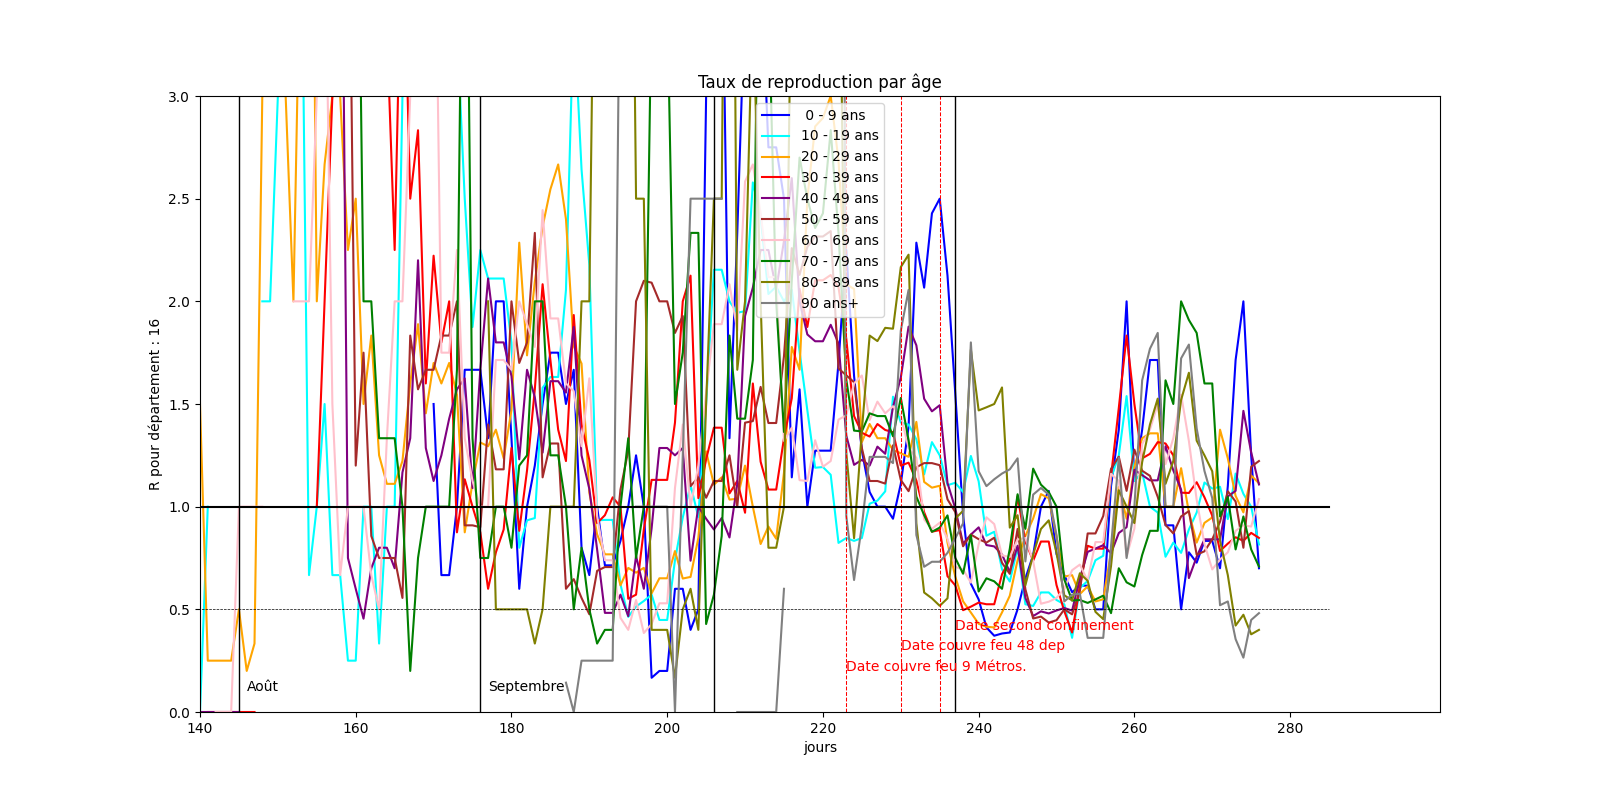 Taux de reproduction par âge
R pour département : 16
3.0
2.5
2.0
1.5
1.0
0.5
0.0
0 - 9 ans
10 - 19 ans
20 - 29 ans
30 - 39 ans
40 - 49 ans
50 - 59 ans
60 - 69 ans
70 - 79 ans
80 - 89 ans
90 ans+
Date second confinement
Date couvre feu 48 dep
Date couvre feu 9 Métros.
Août
Septembre
140 160 180 200 220 240 260 280
jours